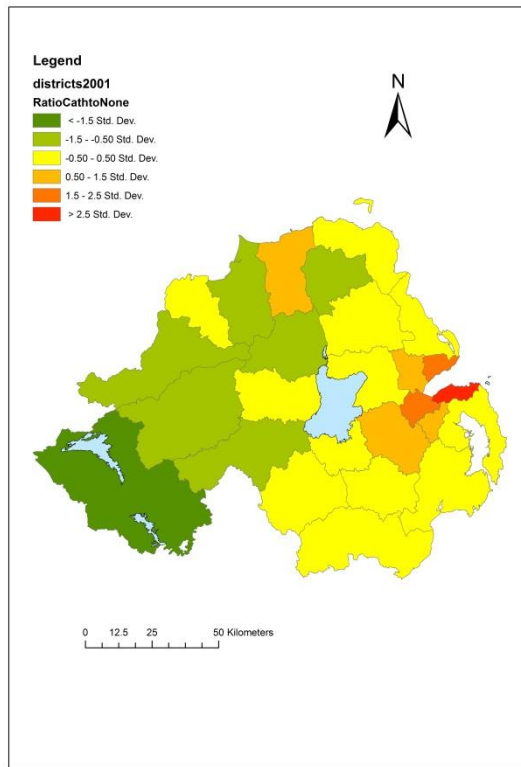 Legend
districts2001
RatioCathtoNone
< -1.5 Std. Dev.
-1.5 - -0.50 Std. Dev.
-0.50 - 0.50 Std. Dev.
0.50 - 1.5 Std. Dev.
1.5 - 2.5 Std. Dev.
> 2.5 Std. Dev.
N
0 12.5 25 50 Kilometers